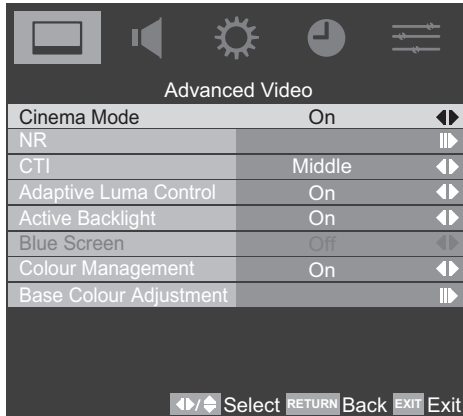 Advanced Video
Cinema Mode On
NR
CTI Middle
Adaptive Luma Control On
Active Backlight On
Blue Screen Off
Colour Management On
Base Colour Adjustment
/ Select RETURN Back EXIT Exit